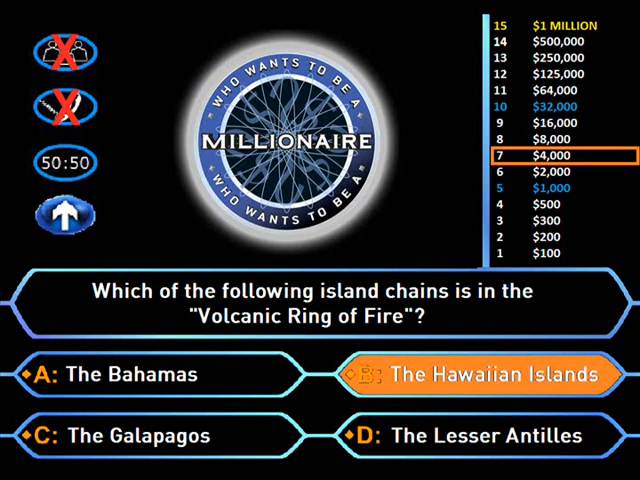 50:50
WHO WANTS TO BE A
MILLIONAIRE
WHO WANTS TO BE A
15 $1 MILLION
14 $500,000
13 $250,000
12 $125,000
11 $64,000
10 $32,000
9 $16,000
8 $8,000
7 $4,000
6 $2,000
5 $1,000
4 $500
3 $300
2 $200
1 $100
Which of the following island chains is in the
"Volcanic Ring of Fire"?
A: The Bahamas
B: The Hawaiian Islands
C: The Galapagos
D: The Lesser Antilles